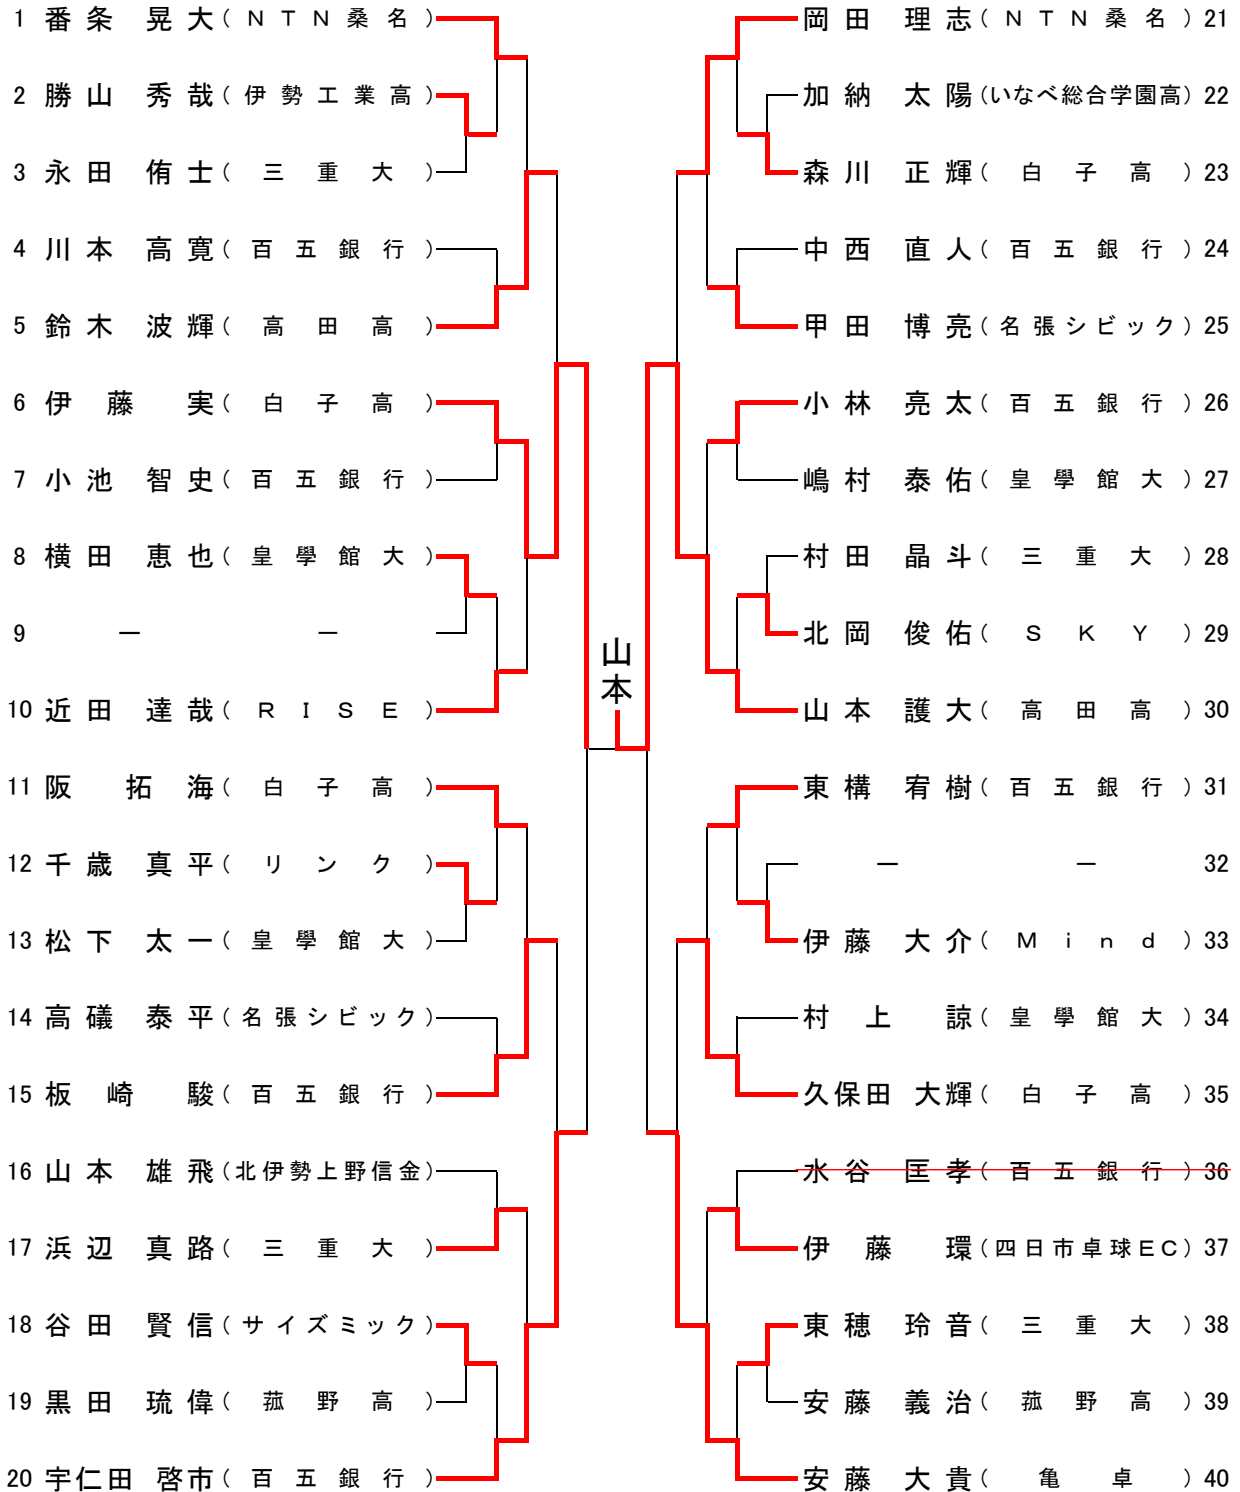 1 番条 晃大(NTN桑名)
2 勝山 秀哉(伊勢工業高)
3 永田 侑士(三重大)
4 川本 高寛(百五銀行)
5 鈴木 波輝(高田高)
6 伊藤 実(白子高)
7 小池 智史(百五銀行)
8 横田 恵也(皇學館大)
9 ー ー
10 近田 達哉(RISE)
11 阪 拓海(白子高)
12 千歳 真平(リンク)
13 松下 太一(皇學館大)
14 高礒 泰平(名張シビック)
15 板崎 駿(百五銀行)
16 山本 雄飛(北伊勢上野信金)
17 浜辺 真路(三重大)
18 谷田 賢信(サイズミック)
19 黒田 琉偉(菰野高)
20 宇仁田 啓市(百五銀行)
山本
岡田 理志(NTN桑名) 21
加納 太陽(いなべ総合学園高) 22
森川 正輝(白子高) 23
中西 直人(百五銀行) 24
甲田 博亮(名張シビック) 25
小林 亮太(百五銀行) 26
嶋村 泰佑(皇學館大) 27
村田 晶斗(三重大) 28
北岡 俊佑(SKY) 29
山本 護大(高田高) 30
東構 宥樹(百五銀行) 31
ー ー 32
伊藤 大介(Mind) 33
村上 諒(皇學館大) 34
久保田 大輝(白子高) 35
水谷 匡孝(百五銀行) 36
伊藤 環(四日市卓球EC) 37
東穂 玲音(三重大) 38
安藤 義治(菰野高) 39
安藤 大貴(亀卓) 40